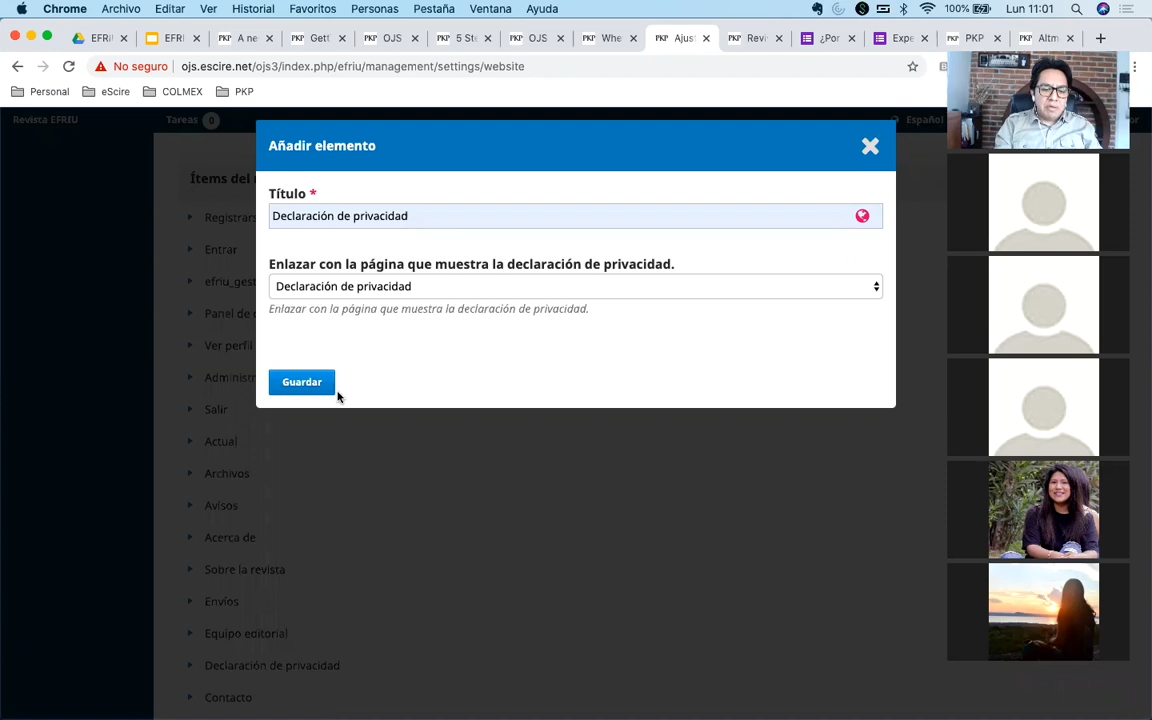 Chrome Archivo Editar Ver Historial Favoritos Personas Pestaña Ventana Ayuda 100% Lun 11:01
EFRI EFRI A ne Gett OJS 5 Ste OJS Whe Ajus Revi ¿Por Expe PKP Altm
No seguro ojs.escire.net/ojs3/index.php/efriu/management/settings/website
Personal eScire COLMEX PKP
Revista EFRIU Tareas 0 Español
Añadir elemento
Ítems del
Título *
Registrars
Declaración de privacidad
Entrar
Enlazar con la página que muestra la declaración de privacidad.
efriu_gest
Declaración de privacidad
Enlazar con la página que muestra la declaración de privacidad.
Panel de
Ver perfil
Administr
Guardar
Salir
Actual
Archivos
Avisos
Acerca de
Sobre la revista
Envíos
Equipo editorial
Declaración de privacidad
Contacto